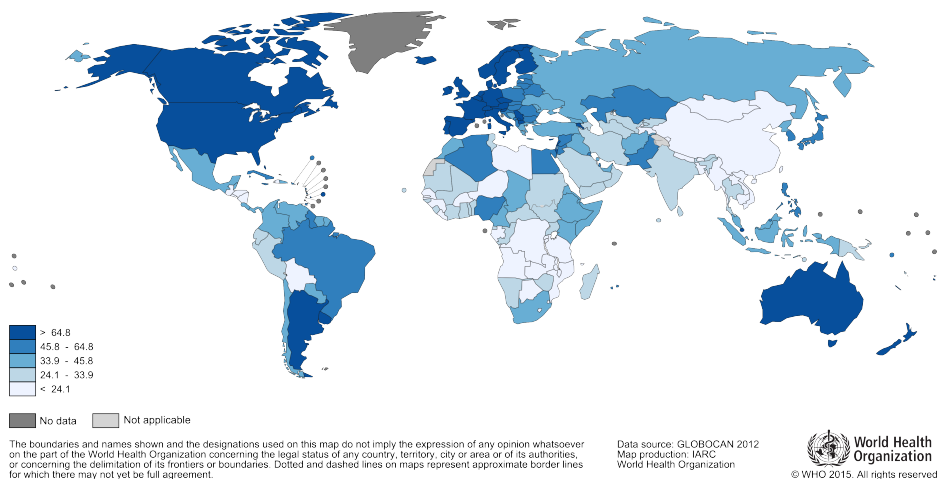 > 64.8
45.8 - 64.8
33.9 - 45.8
24.1 - 33.9
< 24.1
No data
Not applicable
The boundaries and names shown and the designations used on this map do not imply the expression of any opinion whatsoever
on the part of the World Health Organization concerning the legal status of any country, territory, city or area or of its authorities,
or concerning the delimitation of its frontiers or boundaries. Dotted and dashed lines on maps represent approximate border lines
for which there may not yet be full agreement.
Data source: GLOBOCAN 2012
Map production: IARC
World Health Organization
World Health
Organization
© WHO 2015. All rights reserved